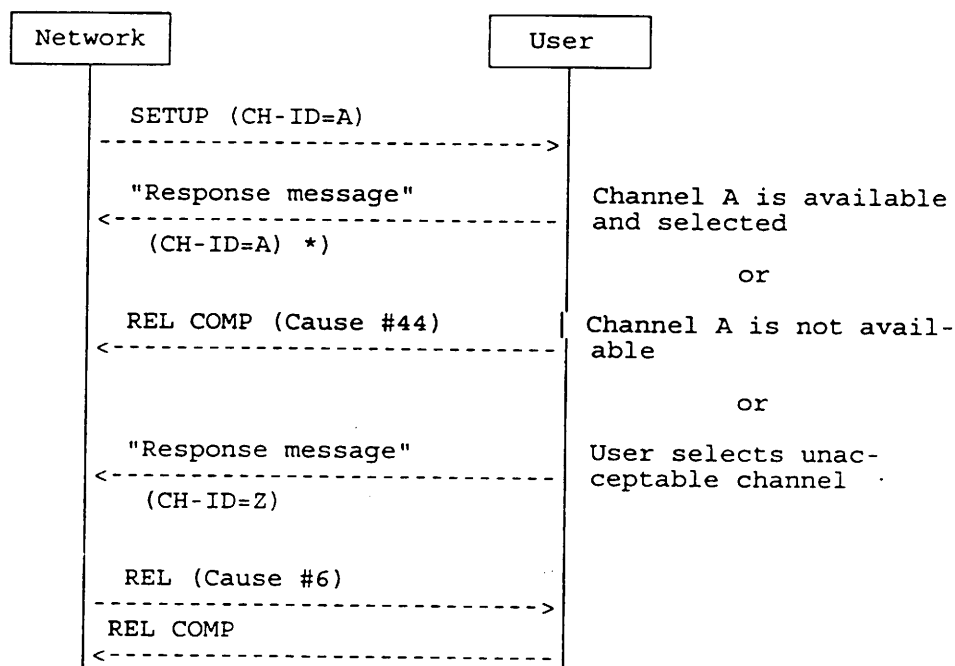 Network
User
SETUP (CH-ID=A)
"Response message"
(CH-ID=A) *)
Channel A is available
and selected
or
REL COMP (Cause #44)
Channel A is not avail-
able
or
"Response message"
(CH-ID=Z)
User selects unac-
ceptable channel
REL (Cause #6)
REL COMP